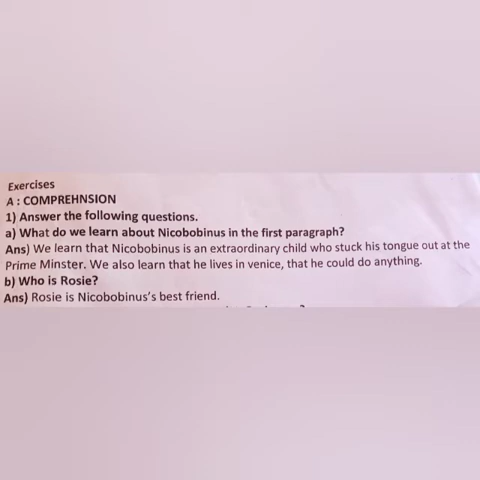 Exercises
A : COMPREHNSION
1) Answer the following questions.
a) What do we learn about Nicobobinus in the first paragraph?
Ans) We learn that Nicobobinus is an extraordinary child who stuck his tongue out at the
Prime Minster. We also learn that he lives in venice, that he could do anything.
b) Who is Rosie?
Ans) Rosie is Nicobobinus's best friend.